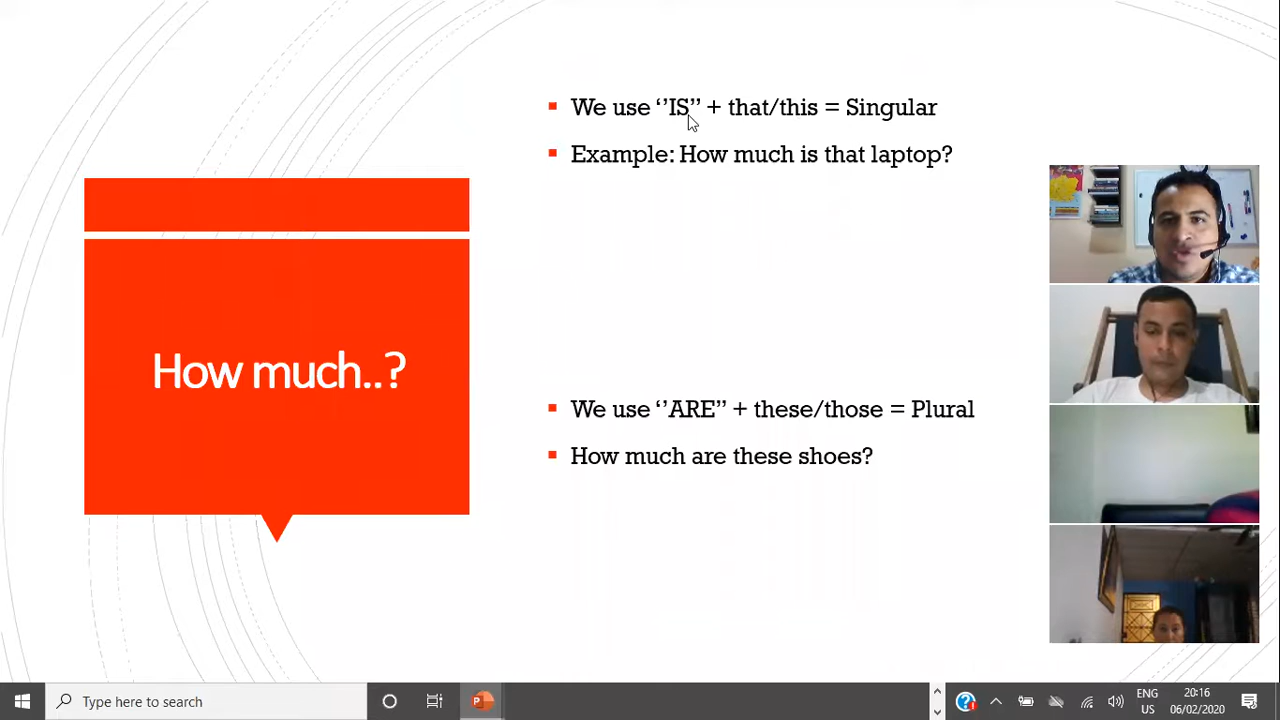 We use ‘’IS’’ + that/this = Singular
Example: How much is that laptop?
How much..?
We use ‘’ARE’’ + these/those = Plural
How much are these shoes?
Type here to search
ENG
US
20:16
06/02/2020